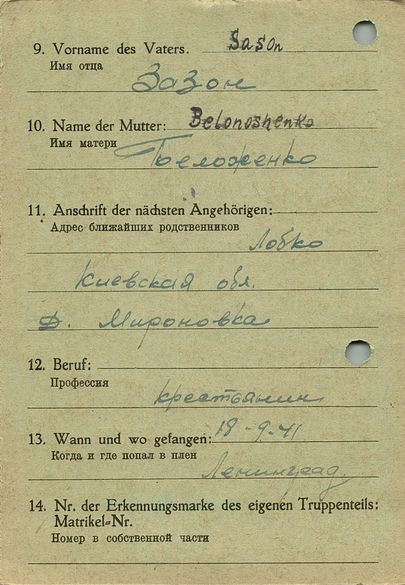 9. Vorname des Vaters. Sason
Имя отца
Зазон
10. Name der Mutter: Belonoshenko
Имя матери
Беложенко
11. Anschrift der nächsten Angehörigen:
Адрес ближайших родственников
Лобко
Киевская обл.
д. Мироновка
12. Beruf:
Профессия
крестьянин
13. Wann und wo gefangen: 18-9-41
Когда и где попал в плен
Ленинград
14. Nr. der Erkennungsmarke des eigenen Truppenteils:
Matrikel-Nr.
Номер в собственной части